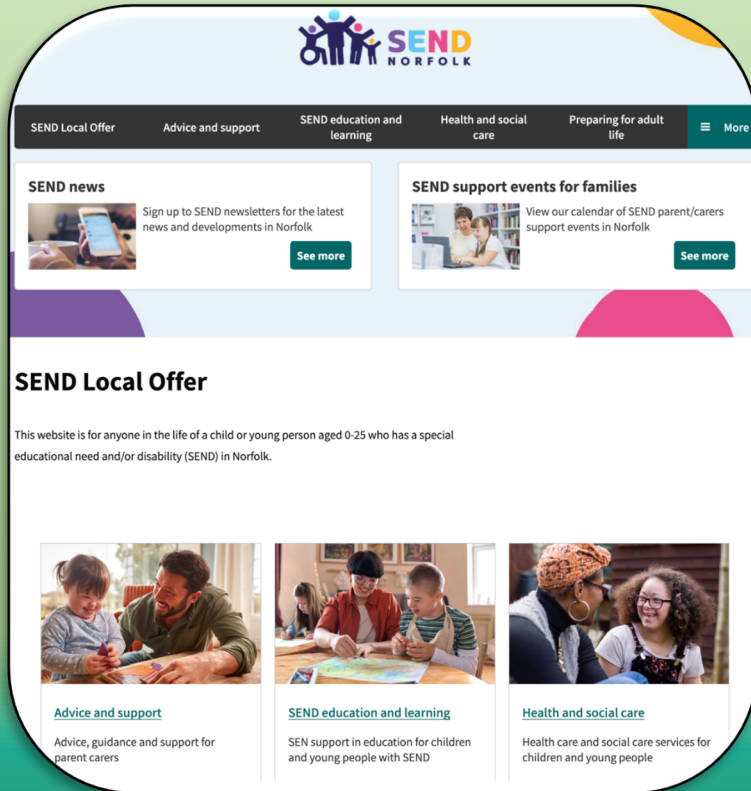 SEND
NORFOLK
SEND Local Offer
Advice and support
SEND education and
learning
Health and social
care
Preparing for adult
life
≡ More
SEND news
Sign up to SEND newsletters for the latest
news and developments in Norfolk
See more
SEND support events for families
View our calendar of SEND parent/carers
support events in Norfolk
See more
SEND Local Offer
This website is for anyone in the life of a child or young person aged 0-25 who has a special
educational need and/or disability (SEND) in Norfolk.
Advice and support
Advice, guidance and support for
parent carers
SEND education and learning
SEN support in education for children
and young people with SEND
Health and social care
Health care and social care services for
children and young people